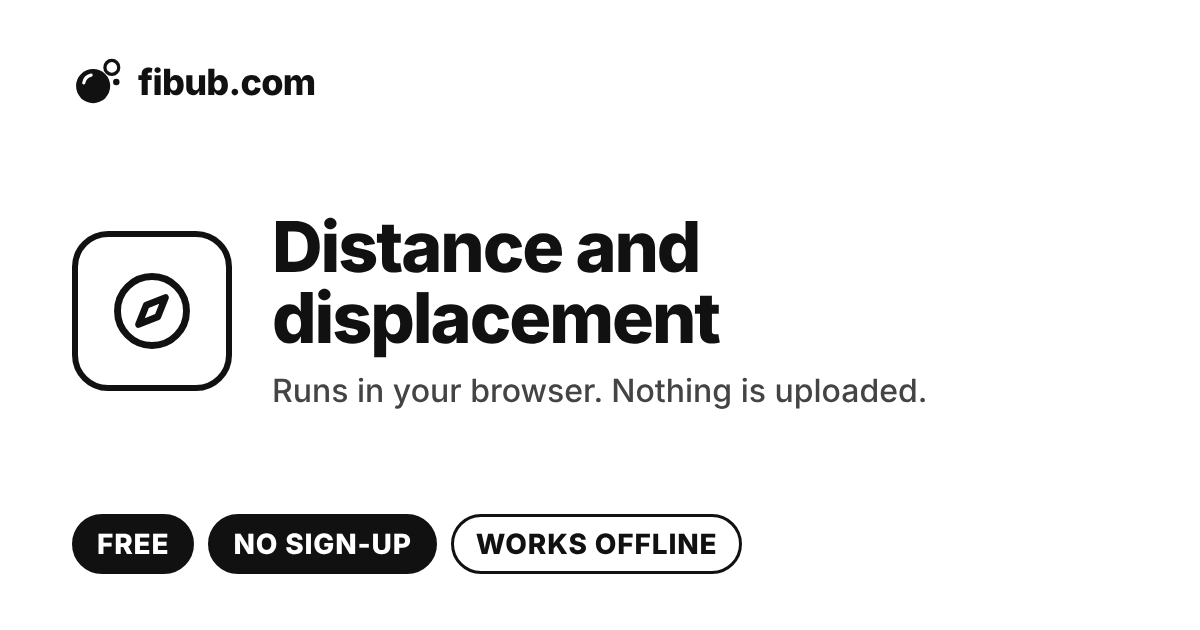 fibub.com
Distance and
displacement
Runs in your browser. Nothing is uploaded.
FREE
NO SIGN-UP
WORKS OFFLINE